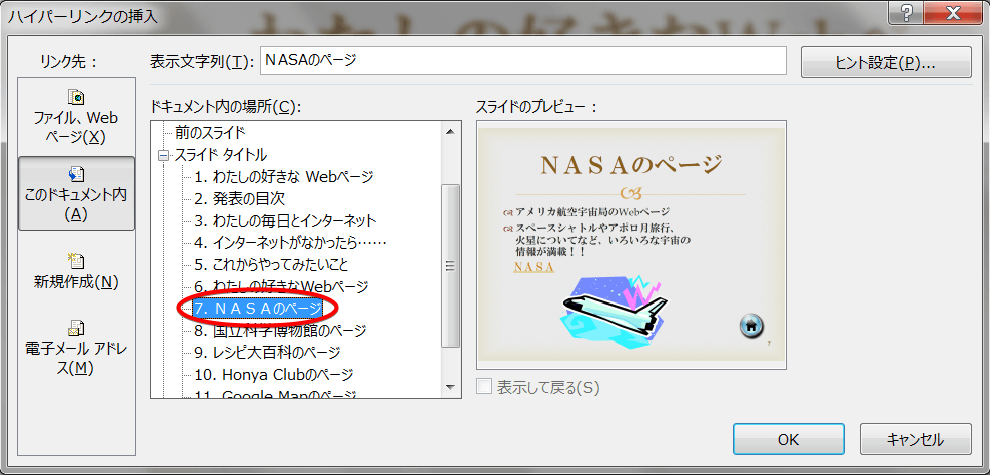 わたしの好きなWebペ
ハイパーリンクの挿入
リンク先：
表示文字列(T):
ＮＡＳＡのページ
ヒント設定(P)...
ファイル、Web
ページ(X)
このドキュメント内
(A)
新規作成(N)
電子メール アドレ
ス(M)
ドキュメント内の場所(C):
前のスライド
スライド タイトル
1. わたしの好きな Webページ
2. 発表の目次
3. わたしの毎日とインターネット
4. インターネットがなかったら……
5. これからやってみたいこと
6. わたしの好きなWebページ
7. ＮＡＳＡのページ
8. 国立科学博物館のページ
9. レシピ大百科のページ
10. Honya Clubのページ
11. Google Mapのページ
スライドのプレビュー：
ＮＡＳＡのページ
アメリカ航空宇宙局のWebページ
スペースシャトルやアポロ月旅行、
火星についてなど、いろいろな宇宙の
情報が満載！！
ＮＡＳＡ
7
表示して戻る(S)
OK
キャンセル